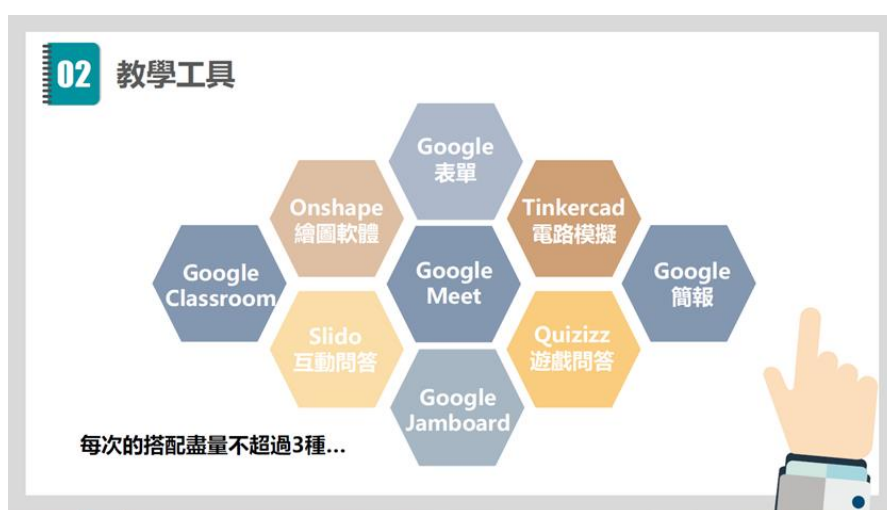 02 教學工具
Google
表單
Onshape
繪圖軟體
Tinkercad
電路模擬
Google
Classroom
Google
Meet
Google
簡報
Slido
互動問答
Quizizz
遊戲問答
Google
Jamboard
每次的搭配盡量不超過3種...